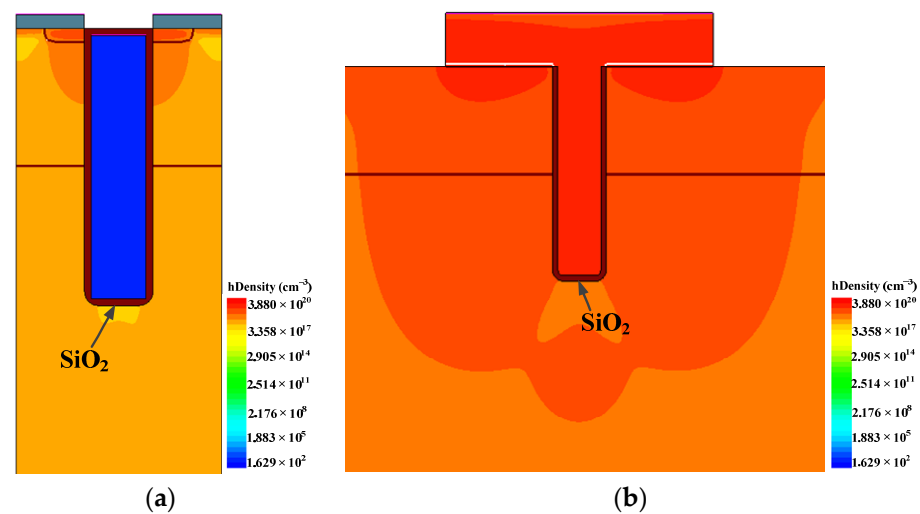 hDensity (cm⁻³)
3.880 × 10²⁰
3.358 × 10¹⁷
2.905 × 10¹⁴
2.514 × 10¹¹
2.176 × 10⁸
1.883 × 10⁵
1.629 × 10²
SiO₂
(a)
hDensity (cm⁻³)
3.880 × 10²⁰
3.358 × 10¹⁷
2.905 × 10¹⁴
2.514 × 10¹¹
2.176 × 10⁸
1.883 × 10⁵
1.629 × 10²
SiO₂
(b)